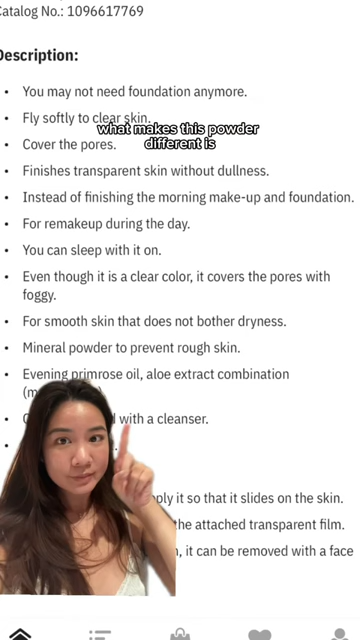 Catalog No.: 1096617769
Description:
You may not need foundation anymore.
Fly softly to clear skin.
what makes this powder
different is
Cover the pores.
Finishes transparent skin without dullness.
Instead of finishing the morning make-up and foundation.
For remakeup during the day.
You can sleep with it on.
Even though it is a clear color, it covers the pores with
foggy.
For smooth skin that does not bother dryness.
Mineral powder to prevent rough skin.
Evening primrose oil, aloe extract combination
with a cleanser.
it so that it slides on the skin.
the attached transparent film.
it can be removed with a face